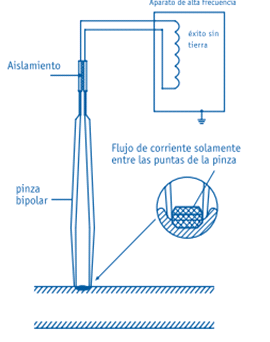 Aparato de alta frecuencia
éxito sin
tierra
Aislamiento
Flujo de corriente solamente
entre las puntas de la pinza
pinza
bipolar